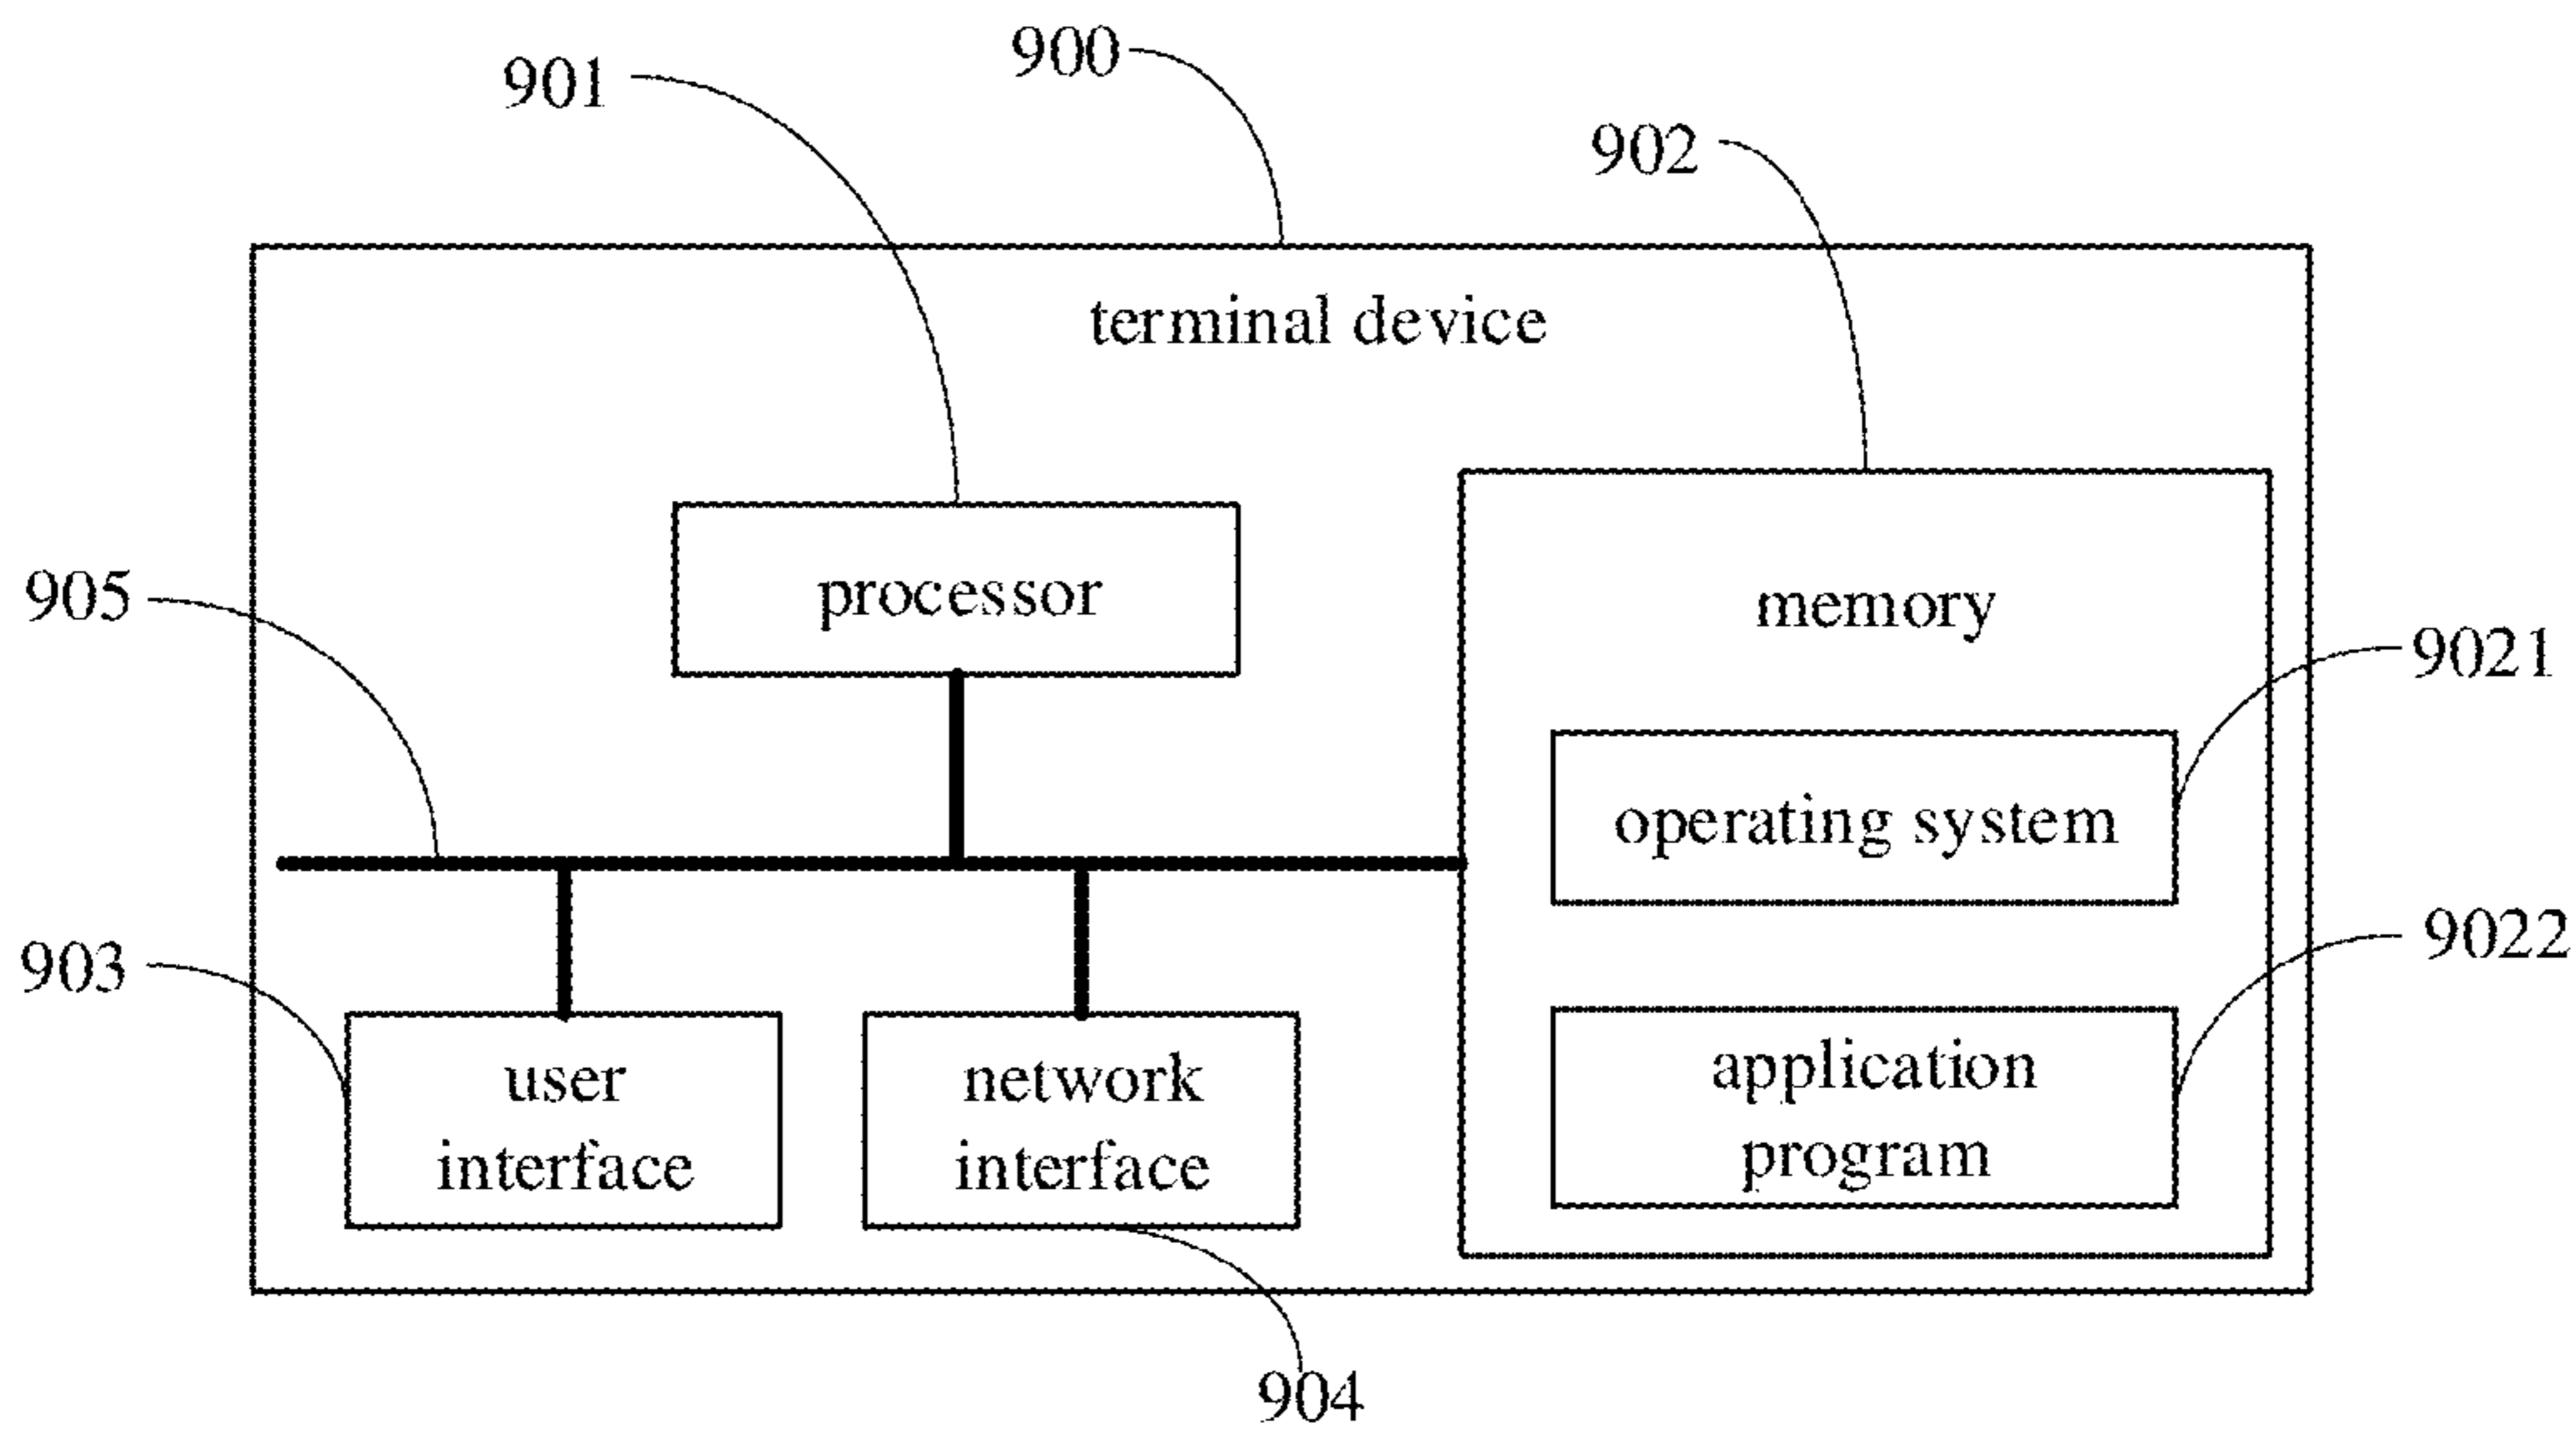 900
901
902
terminal device
processor
905
memory
9021
operating system
903
9022
user
interface
network
interface
application
program
904